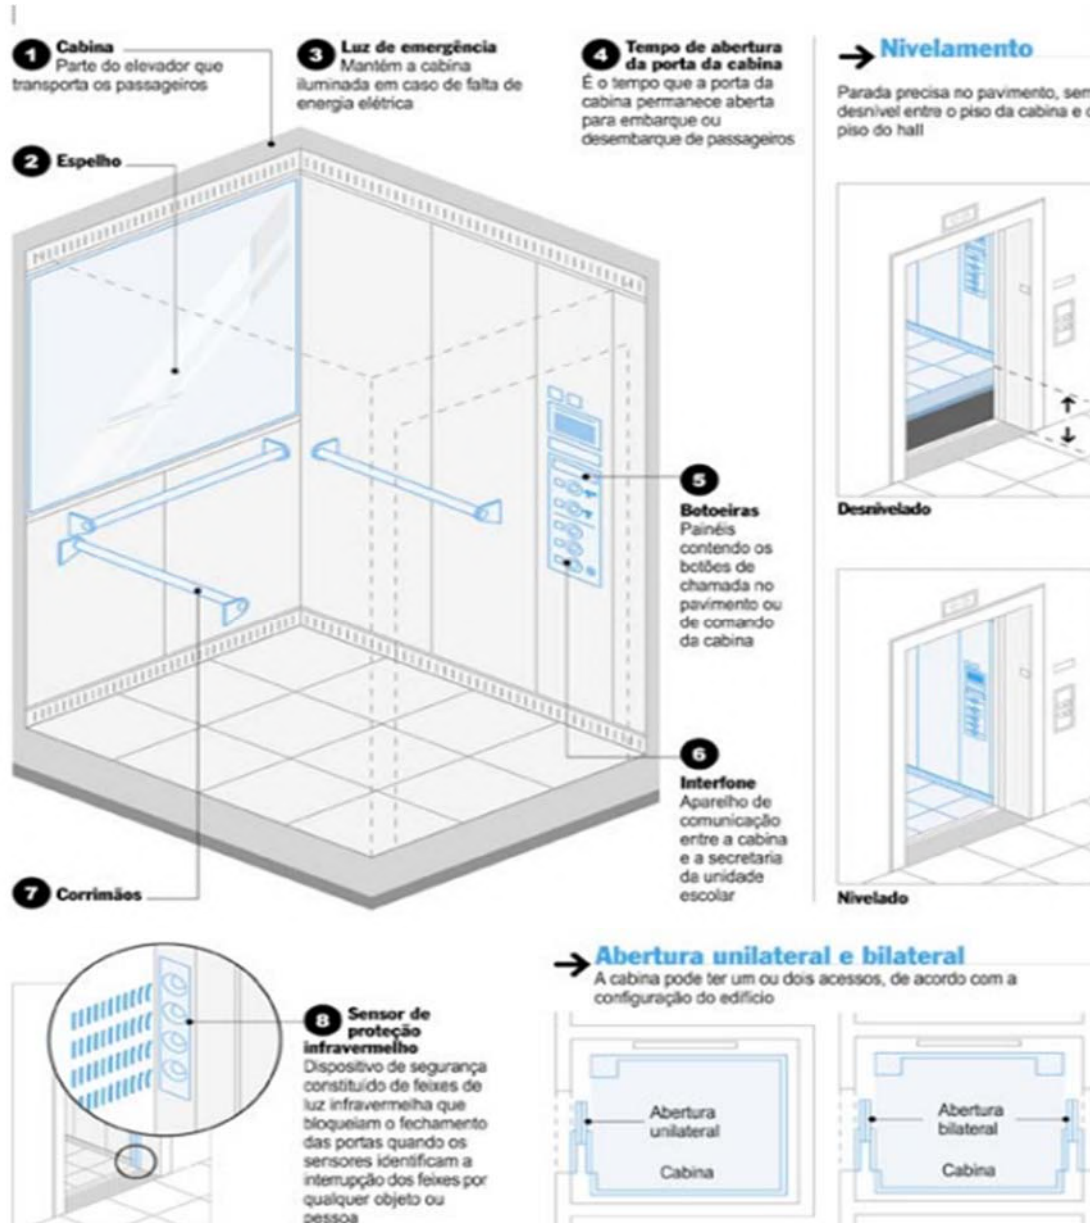 1 Cabina
Parte do elevador que
transporta os passageiros
2 Espelho
3 Luz de emergência
Mantém a cabina
iluminada em caso de falta de
energia elétrica
4 Tempo de abertura
da porta da cabina
É o tempo que a porta da
cabina permanece aberta
para embarque ou
desembarque de passageiros
5
Botoeiras
Painéis
contendo os
botões de
chamada no
pavimento ou
de comando
da cabina
6
Interfone
Aparelho de
comunicação
entre a cabina
e a secretaria
da unidade
escolar
7 Corrimãos
→ Nivelamento
Parada precisa no pavimento, sem
desnível entre o piso da cabina e o
piso do hall
Desnivelado
Nivelado
8 Sensor de
proteção
infravermelho
Dispositivo de segurança
constituído de feixes de
luz infravermelha que
bloqueiam o fechamento
das portas quando os
sensores identificam a
interrupção dos feixes por
qualquer objeto ou
pessoa
→ Abertura unilateral e bilateral
A cabina pode ter um ou dois acessos, de acordo com a
configuração do edifício
Abertura
unilateral
Cabina
Abertura
bilateral
Cabina